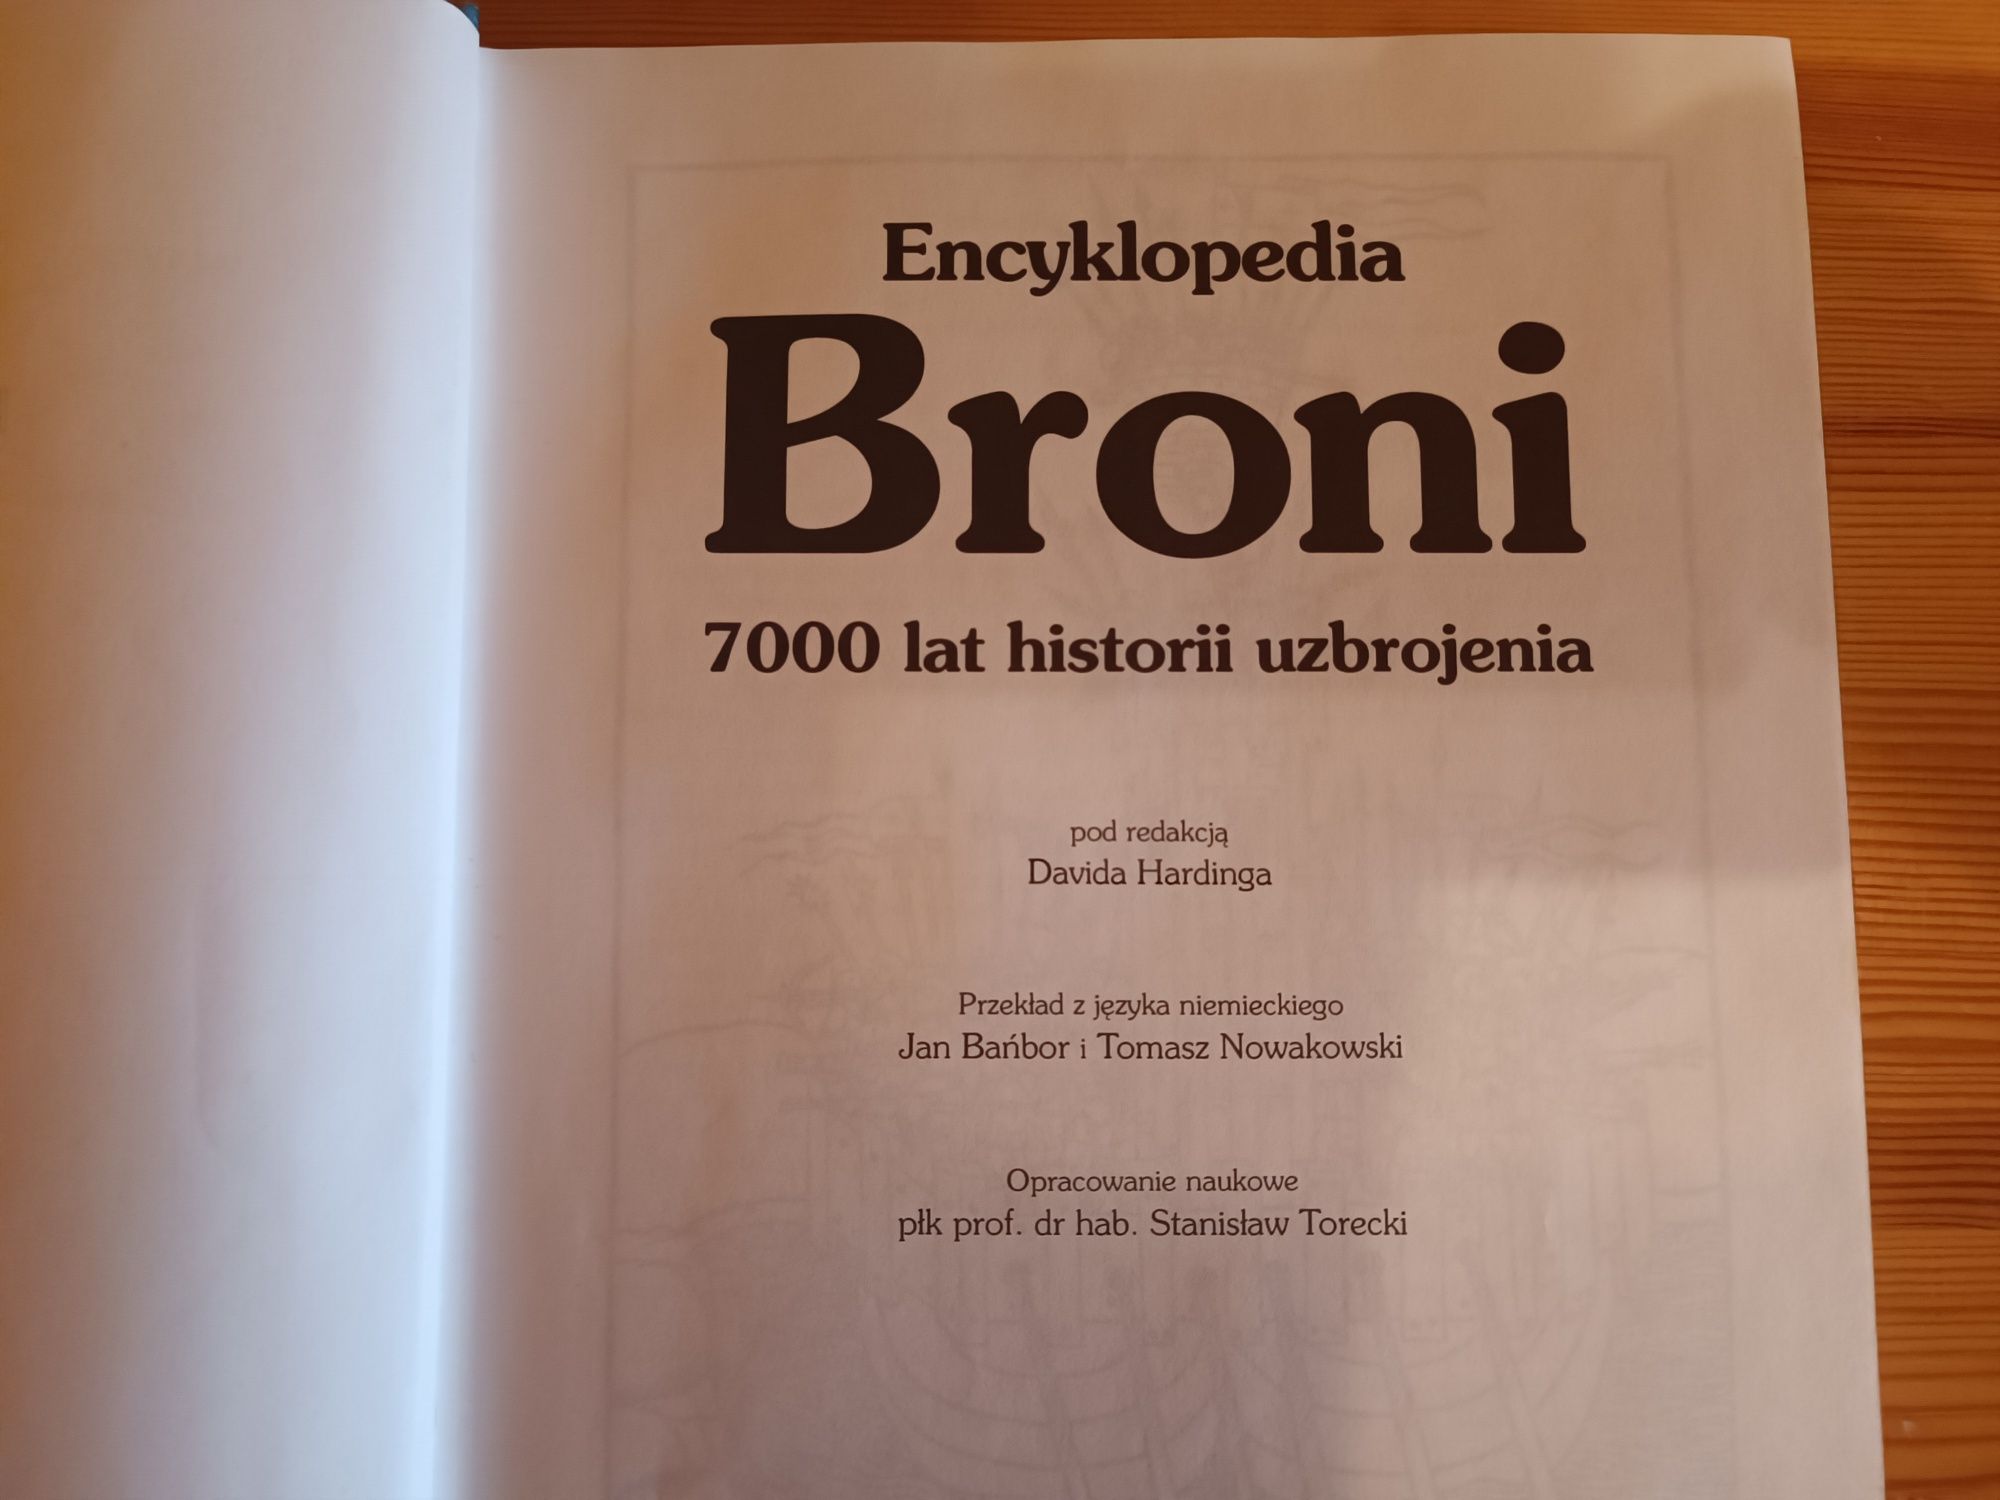 Encyklopedia
Broni
7000 lat historii uzbrojenia
pod redakcją
Davida Hardinga
Przekład z języka niemieckiego
Jan Bańbor i Tomasz Nowakowski
Opracowanie naukowe
płk prof. dr hab. Stanisław Torecki